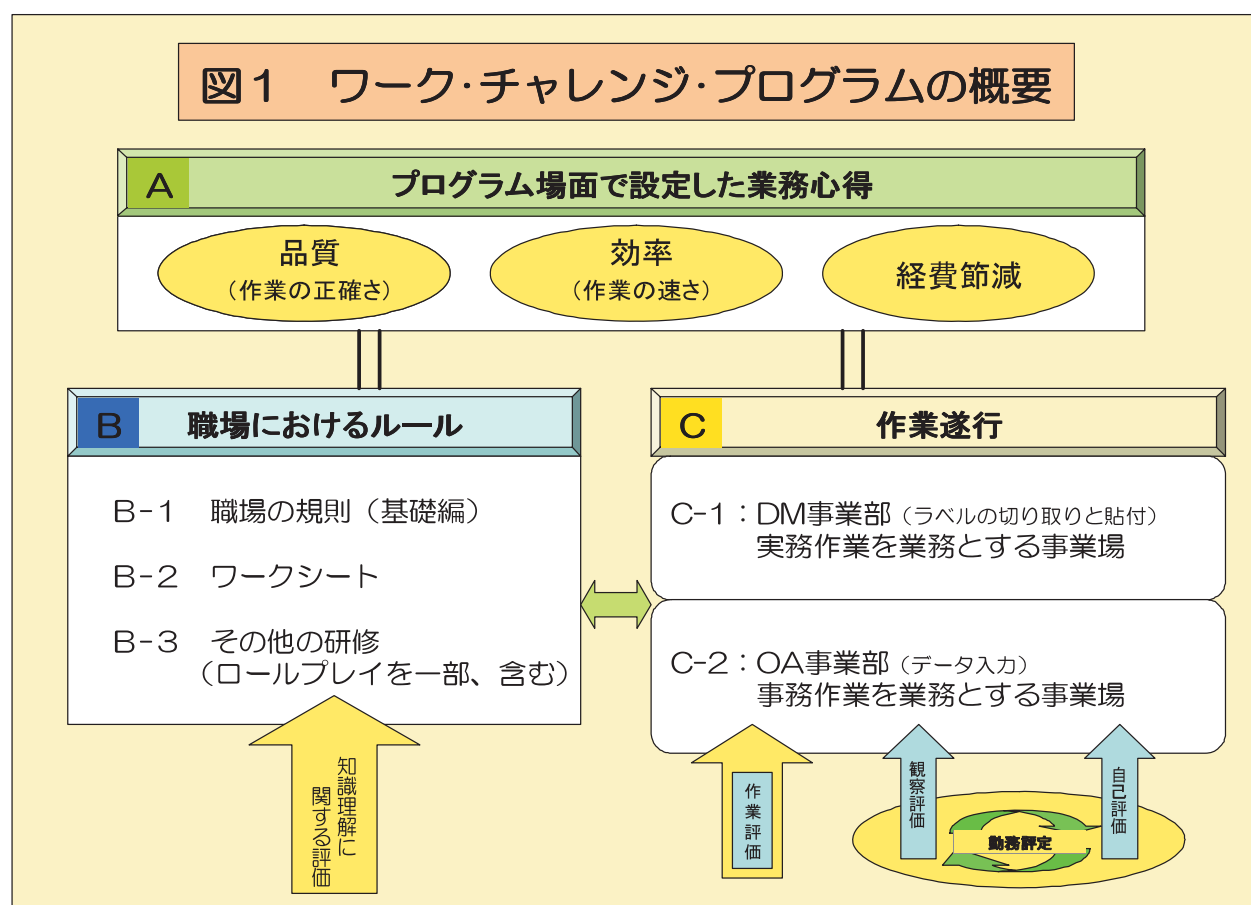 図1　ワーク・チャレンジ・プログラムの概要
A　プログラム場面で設定した業務心得
品質
（作業の正確さ）
効率
（作業の速さ）
経費節減
B　職場におけるルール
B-1　職場の規則（基礎編）
B-2　ワークシート
B-3　その他の研修
（ロールプレイを一部、含む）
知識理解に
関する評価
C　作業遂行
C-1：DM事業部（ラベルの切り取りと貼付）
実務作業を業務とする事業場
C-2：OA事業部（データ入力）
事務作業を業務とする事業場
作業評価
観察評価
自己評価
勤務評定